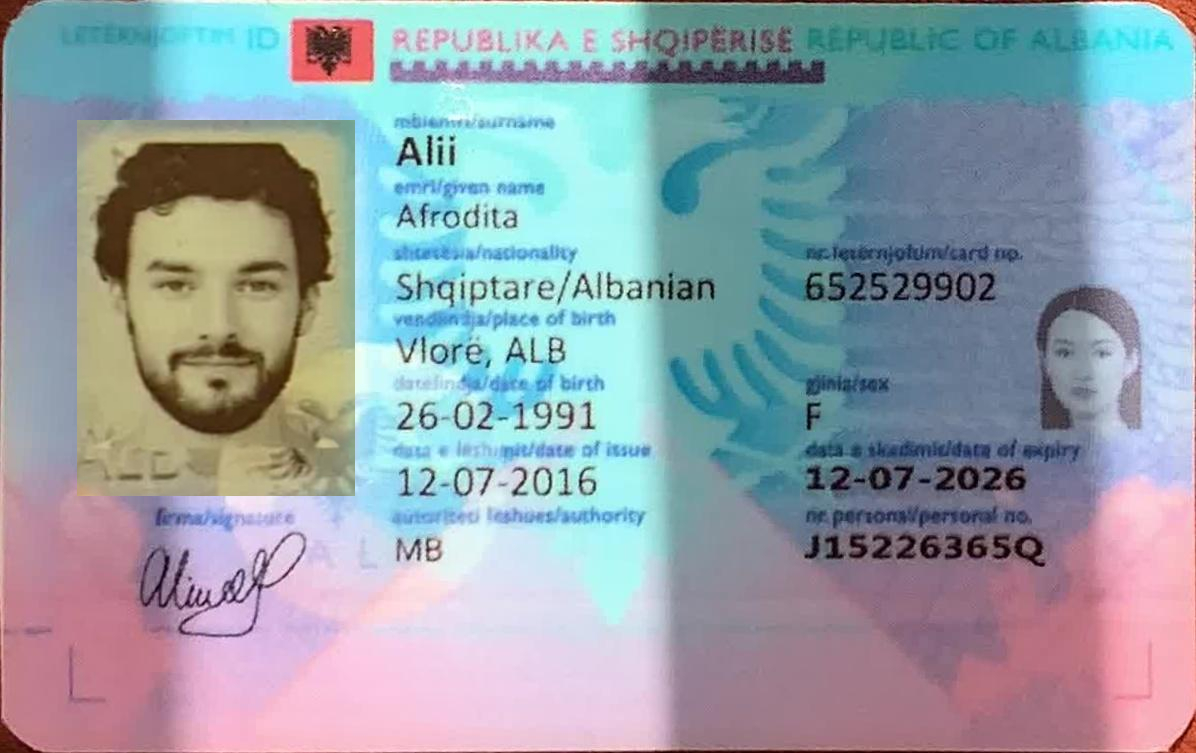 LETËRNJOFTIM ID
REPUBLIKA E SHQIPËRISË REPUBLIC OF ALBANIA
mbiemri/surname
Alii
emri/given name
Afrodita
shtetësia/nationality
Shqiptare/Albanian
nr. letërnjoftim/card no.
652529902
vendlindja/place of birth
Vlorë, ALB
datelindja/date of birth
26-02-1991
gjinia/sex
F
data e lëshimit/date of issue
12-07-2016
data e skadimit/date of expiry
12-07-2026
firma/signature
autoriteti lëshues/authority
MB
nr. personal/personal no.
J15226365Q